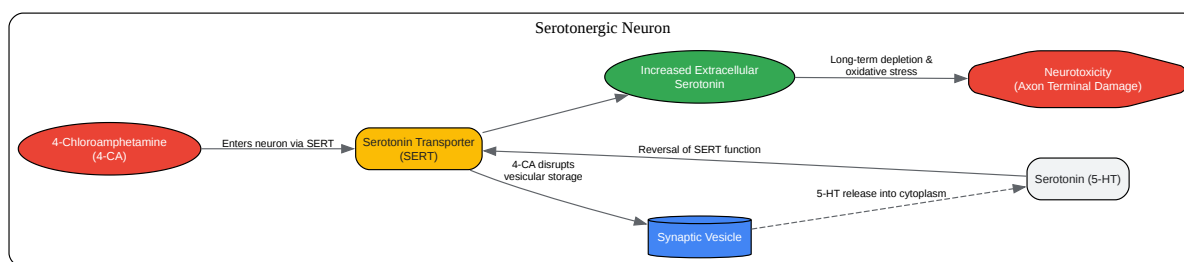 Serotonergic Neuron
Increased Extracellular
Serotonin
Long-term depletion &
oxidative stress
Neurotoxicity
(Axon Terminal Damage)
4-Chloroamphetamine
(4-CA)
Enters neuron via SERT
Serotonin Transporter
(SERT)
Reversal of SERT function
4-CA disrupts
vesicular storage
Serotonin (5-HT)
5-HT release into cytoplasm
Synaptic Vesicle